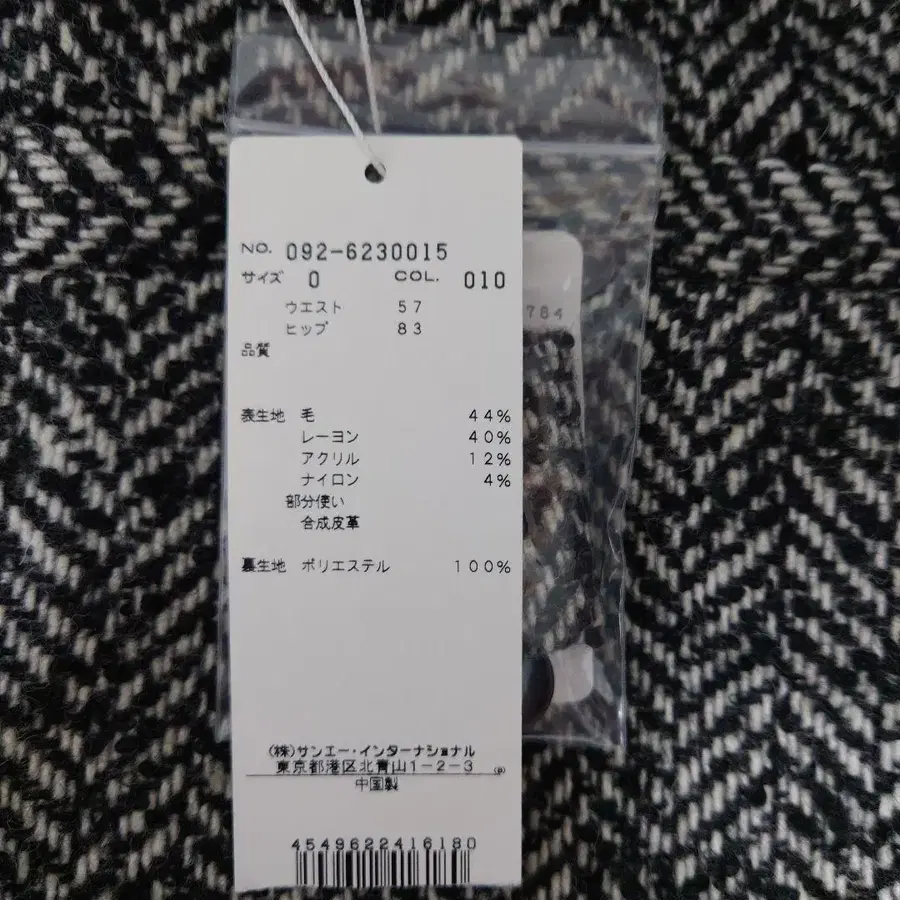 NO. 092-6230015
サイズ 0 COL. 010
ウエスト 57
ヒップ 83
品質
表生地 毛 44%
レーヨン 40%
アクリル 12%
ナイロン 4%
部分使い
合成皮革
裏生地 ポリエステル 100%
(株)サンエー・インターナショナル
東京都港区北青山1-2-3
中国製
4549622416180
784